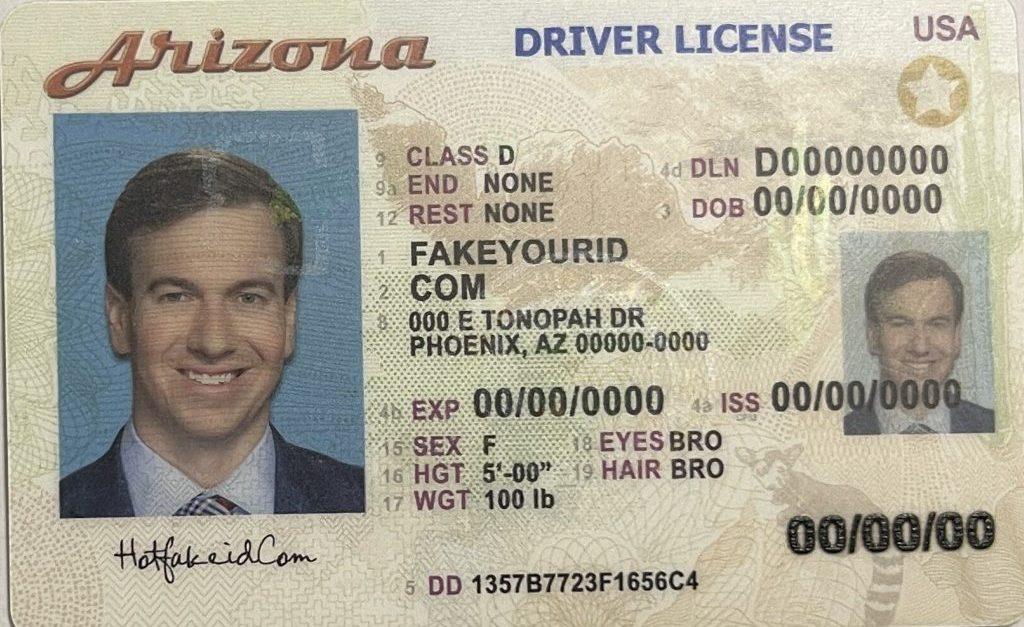 Arizona DRIVER LICENSE USA
9 CLASS D 4d DLN D00000000
9a END NONE
12 REST NONE 3 DOB 00/00/0000
1 FAKEYOURID
2 COM
8 000 E TONOPAH DR
PHOENIX, AZ 00000-0000
4b EXP 00/00/0000 4a ISS 00/00/0000
15 SEX F 18 EYES BRO
16 HGT 5'-00" 19 HAIR BRO
17 WGT 100 lb
00/00/00
HotfakeidCom
5 DD 1357B7723F1656C4